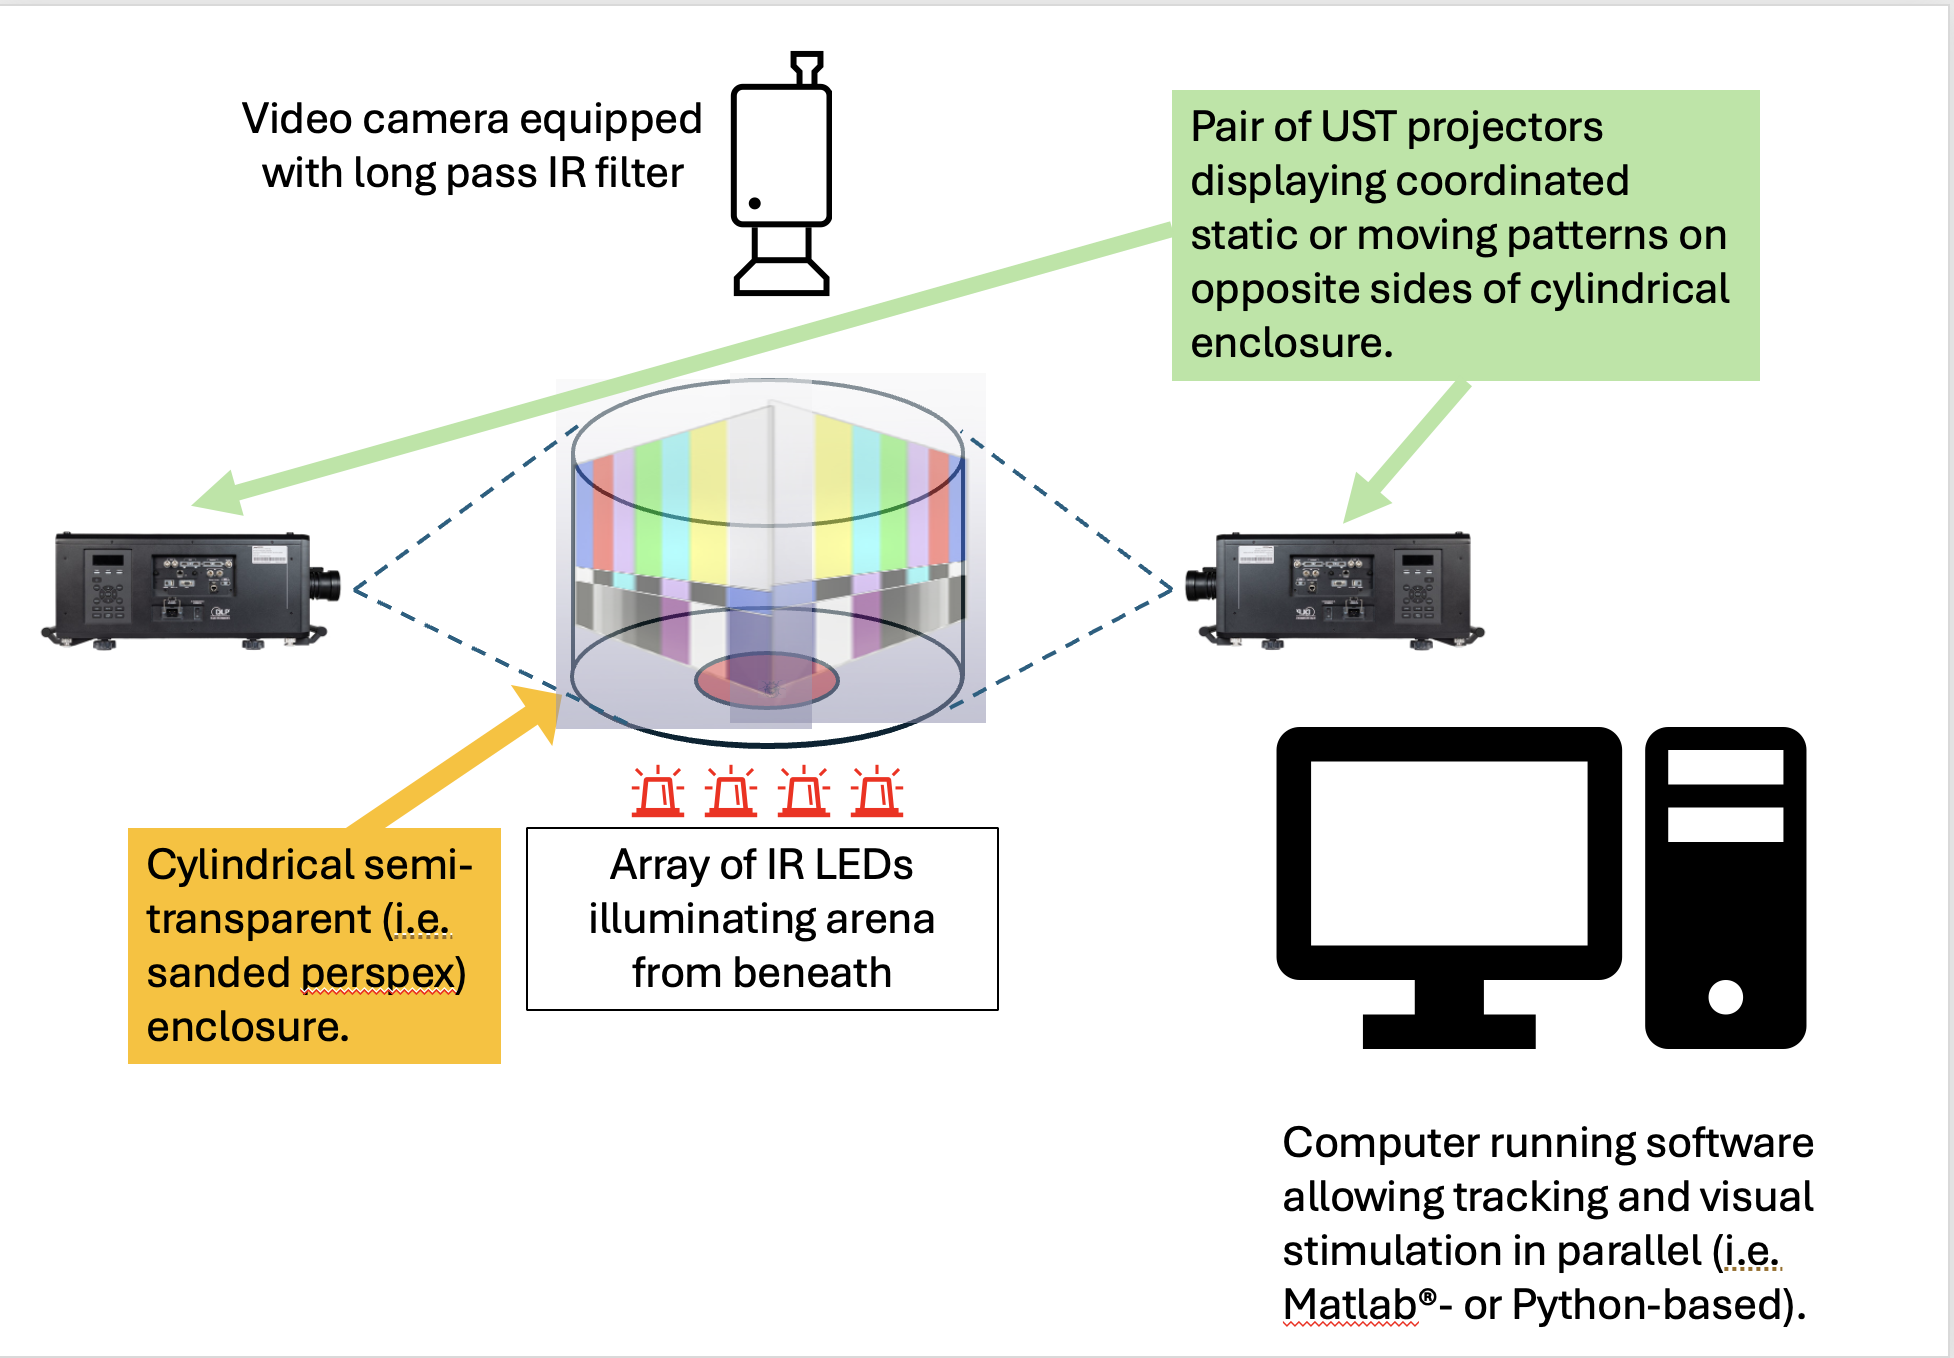 Video camera equipped
with long pass IR filter
Pair of UST projectors
displaying coordinated
static or moving patterns on
opposite sides of cylindrical
enclosure.
Cylindrical semi-
transparent (i.e.
sanded perspex)
enclosure.
Array of IR LEDs
illuminating arena
from beneath
Computer running software
allowing tracking and visual
stimulation in parallel (i.e.
Matlab®- or Python-based).
DLP